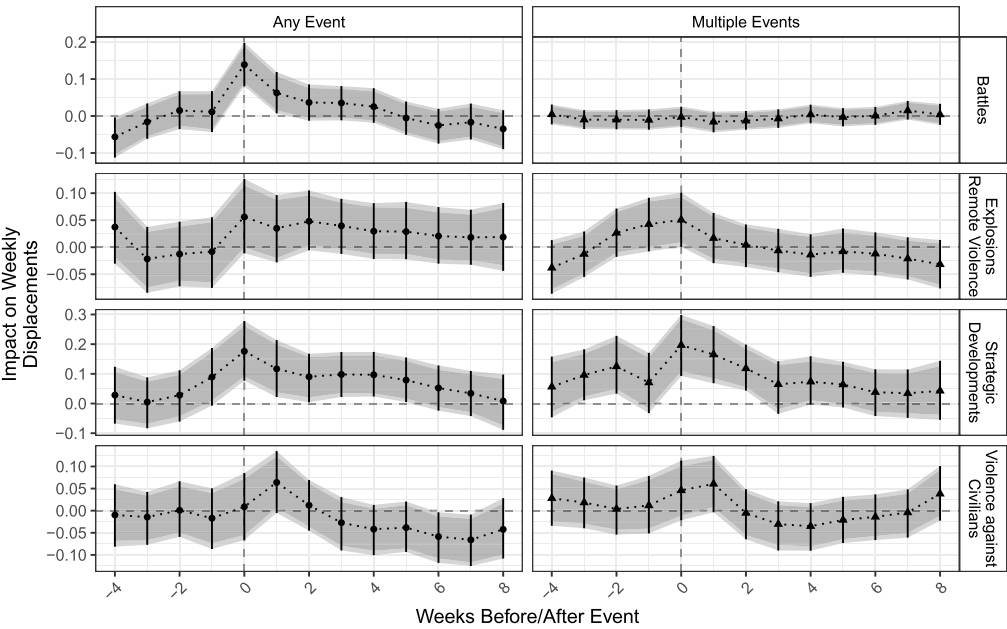 Any Event
Multiple Events
0.2
0.1
0.0
−0.1
Battles
0.10
0.05
0.00
−0.05
Explosions
Remote Violence
0.3
0.2
0.1
0.0
−0.1
Strategic
Developments
0.10
0.05
0.00
−0.05
−0.10
Violence against
Civilians
Impact on Weekly
Displacements
−4 −2 0 2 4 6 8
−4 −2 0 2 4 6 8
Weeks Before/After Event